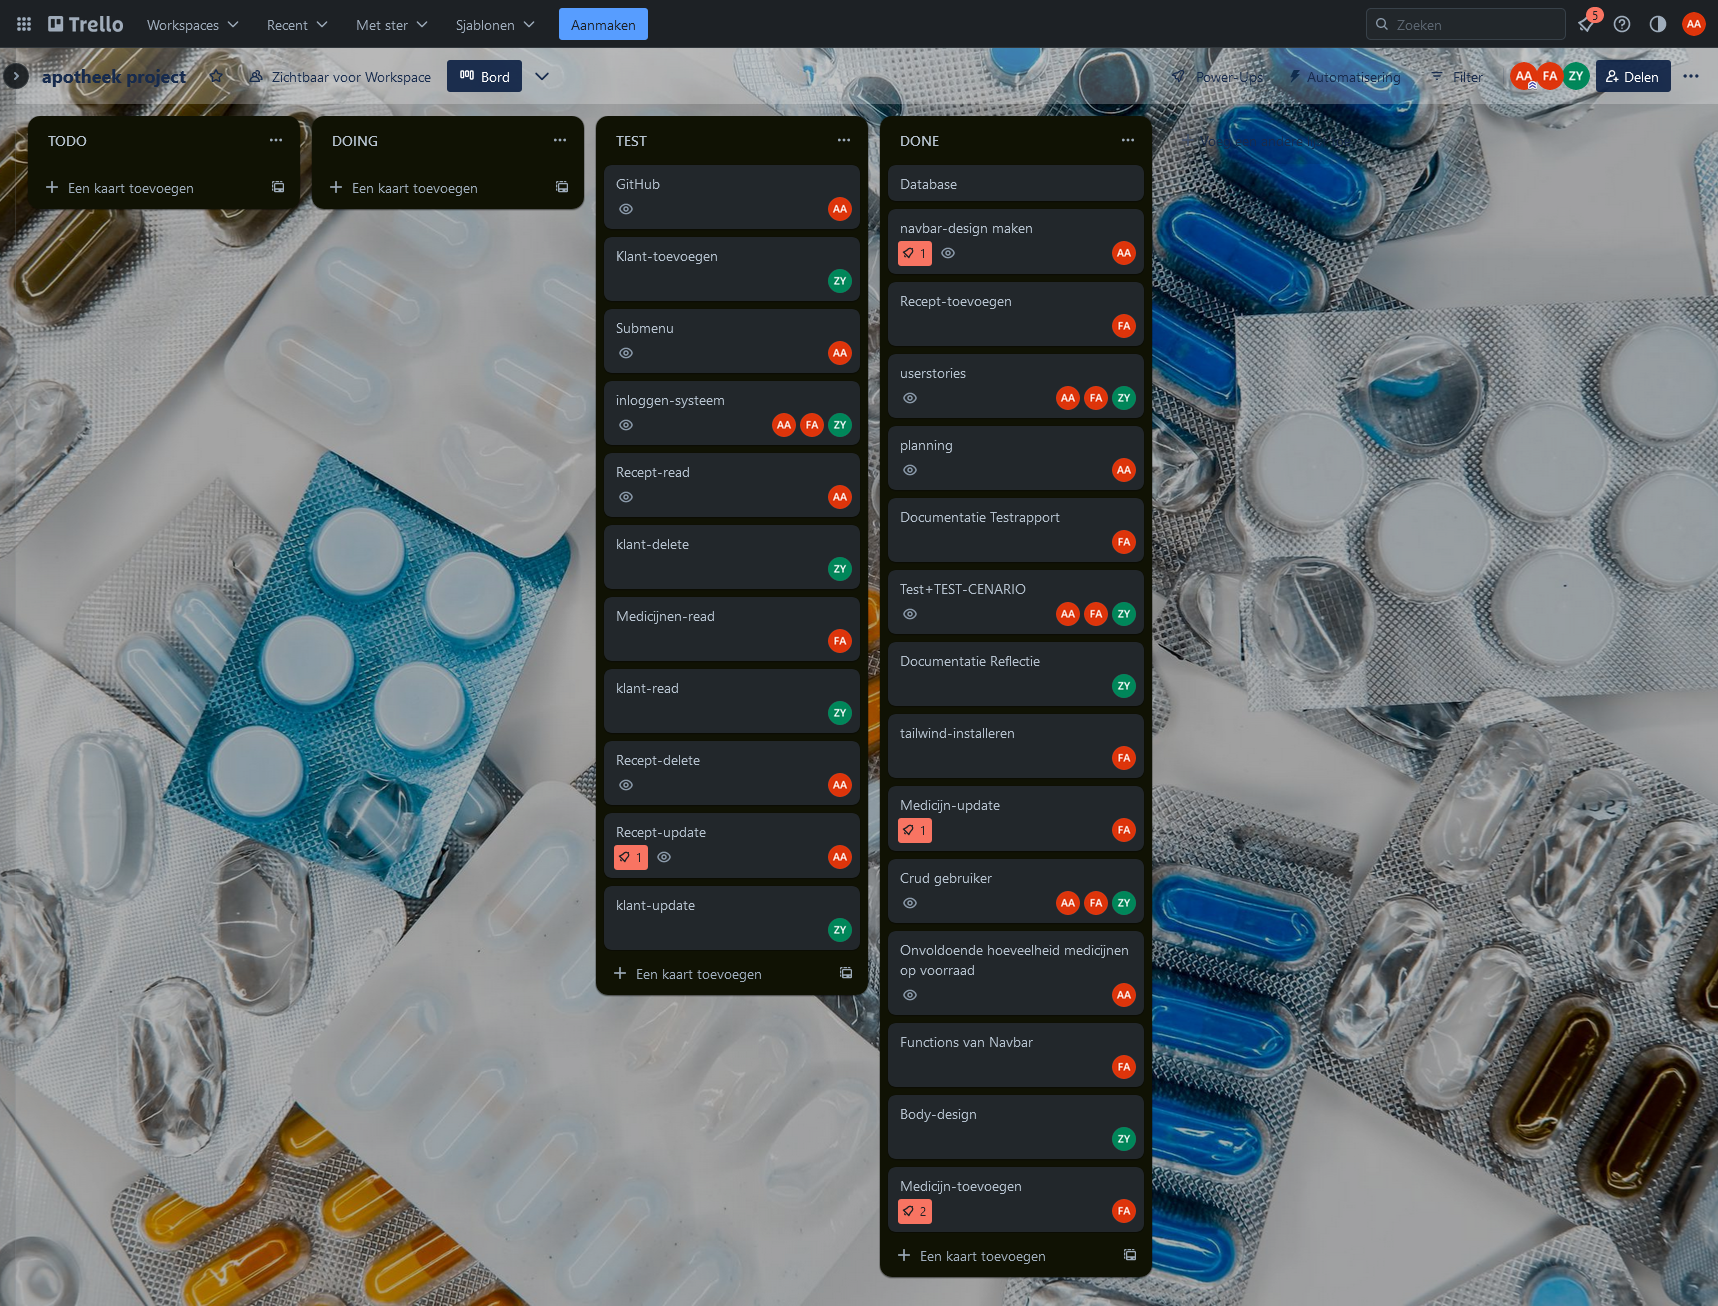 Trello
Workspaces
Recent
Met ster
Sjablonen
Aanmaken
Zoeken
5
AA
apotheek project
Zichtbaar voor Workspace
Bord
Power-Ups
Automatisering
Filter
AA
FA
ZY
Delen
TODO
Een kaart toevoegen
DOING
Een kaart toevoegen
TEST
GitHub
AA
Klant-toevoegen
ZY
Submenu
AA
inloggen-systeem
AA FA ZY
Recept-read
AA
klant-delete
ZY
Medicijnen-read
FA
klant-read
ZY
Recept-delete
AA
Recept-update
1 AA
klant-update
ZY
Een kaart toevoegen
DONE
Database
navbar-design maken
1 AA
Recept-toevoegen
FA
userstories
AA FA ZY
planning
AA
Documentatie Testrapport
FA
Test+TEST-CENARIO
AA FA ZY
Documentatie Reflectie
ZY
tailwind-installeren
FA
Medicijn-update
1 FA
Crud gebruiker
AA FA ZY
Onvoldoende hoeveelheid medicijnen
op voorraad
AA
Functions van Navbar
FA
Body-design
ZY
Medicijn-toevoegen
2 FA
Een kaart toevoegen